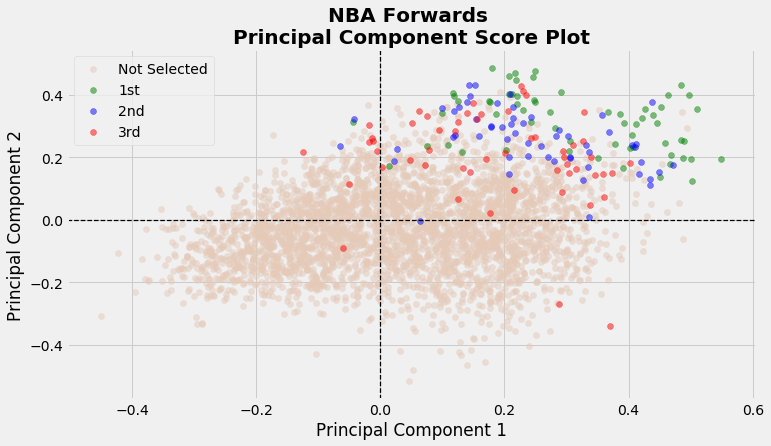 NBA Forwards
Principal Component Score Plot
Not Selected
1st
2nd
3rd
Principal Component 2
0.4
0.2
0.0
−0.2
−0.4
−0.4
−0.2
0.0
0.2
0.4
0.6
Principal Component 1